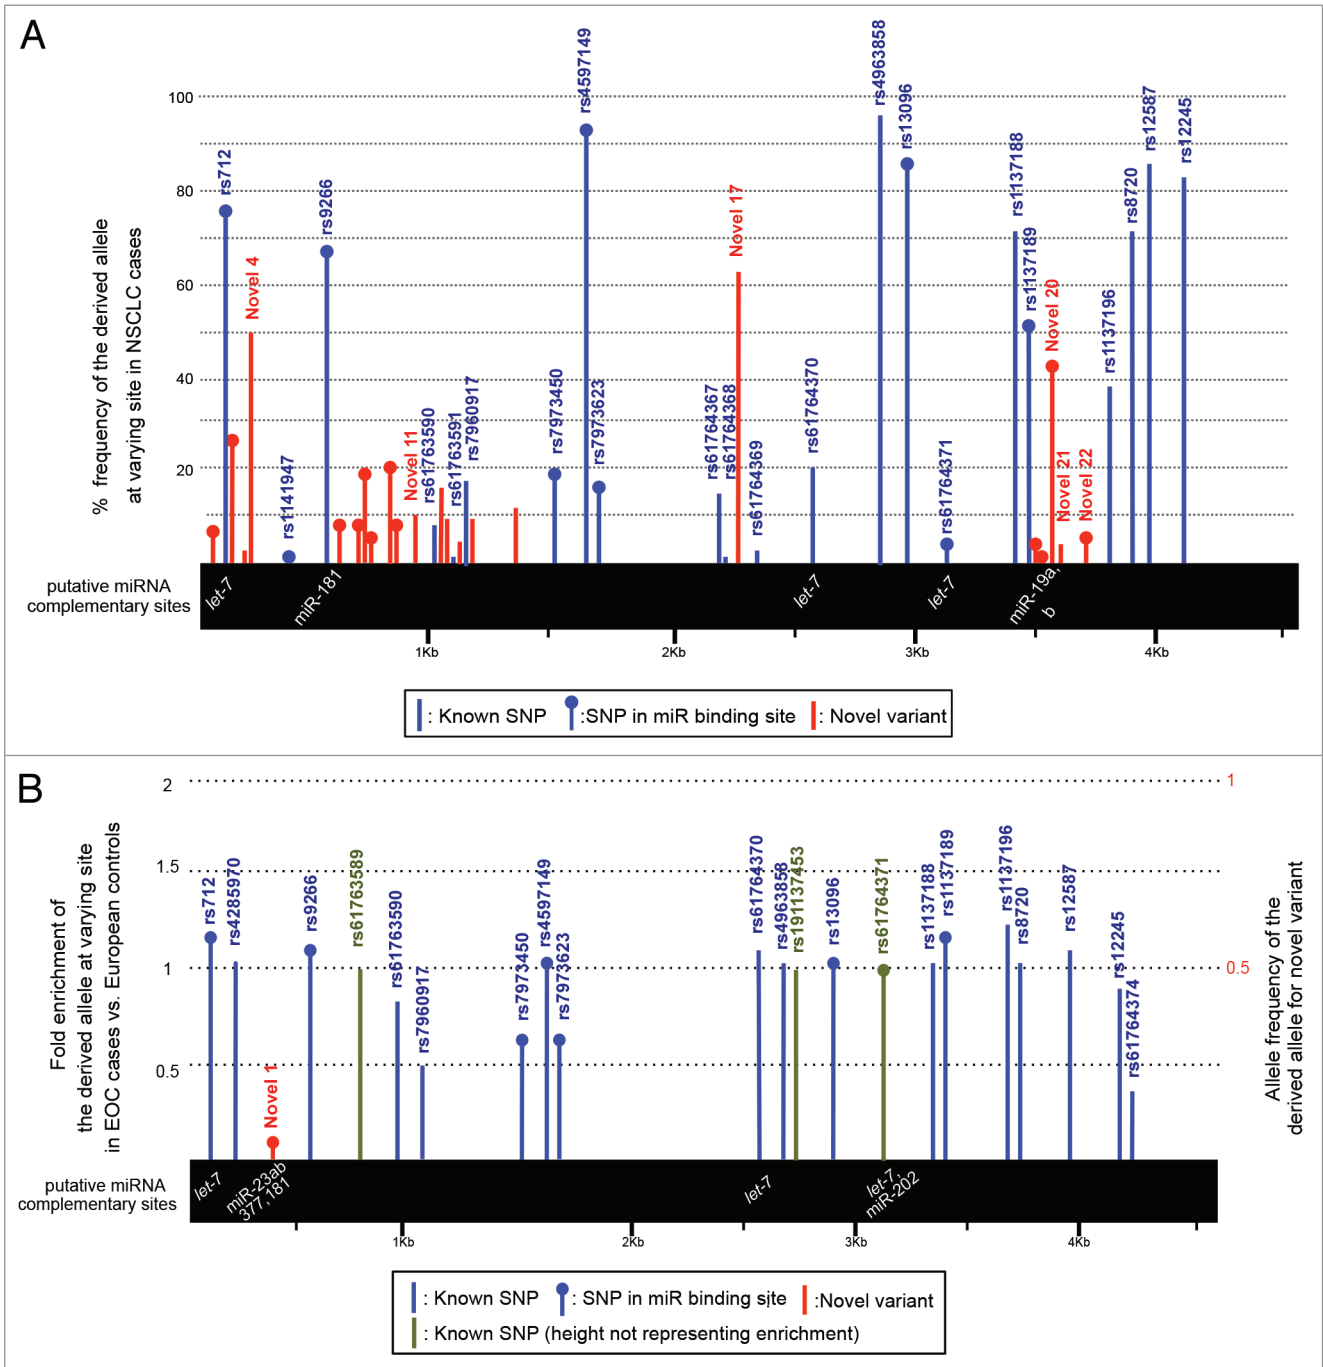 A
% frequency of the derived allele
at varying site in NSCLC cases
100
80
60
40
20
rs712
Novel 4
rs1141947
rs9266
Novel 11
rs61763590
rs61763591
rs7960917
rs7973450
rs4597149
rs7973623
rs61764367
rs61764368
Novel 17
rs61764369
rs61764370
rs4963858
rs13096
rs61764371
rs1137188
rs1137189
Novel 20
Novel 21
Novel 22
rs1137196
rs8720
rs12587
rs12245
putative miRNA
complementary sites
let-7
miR-181
let-7
let-7
miR-19a,
b
1Kb
2Kb
3Kb
4Kb
: Known SNP
:SNP in miR binding site
: Novel variant
B
Fold enrichment of
the derived allele at varying site
in EOC cases vs. European controls
2
1.5
1
0.5
1
0.5
Allele frequency of the
derived allele for novel variant
rs712
rs4285970
Novel 1
rs9266
rs61763589
rs61763590
rs7960917
rs7973450
rs4597149
rs7973623
rs61764370
rs4963858
rs191137453
rs13096
rs61764371
rs1137188
rs1137189
rs1137196
rs8720
rs12587
rs12245
rs61764374
putative miRNA
complementary sites
let-7
miR-23ab
377,181
let-7
let-7,
miR-202
1Kb
2Kb
3Kb
4Kb
: Known SNP
: SNP in miR binding site
:Novel variant
: Known SNP (height not representing enrichment)